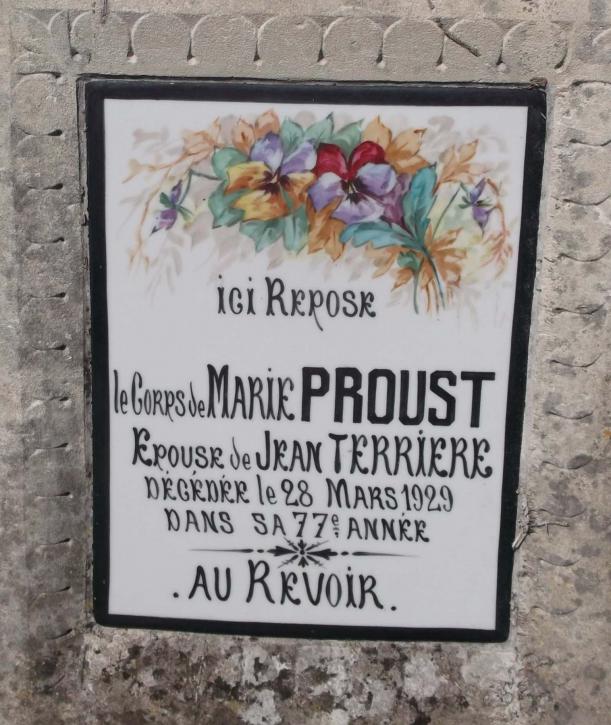 ici Repose
le Corps de MARIE PROUST
Epouse de JEAN TERRIERE
DÉCÉDÉE le 28 MARS 1929
DANS SA 77e ANNÉE
. AU REVOIR .